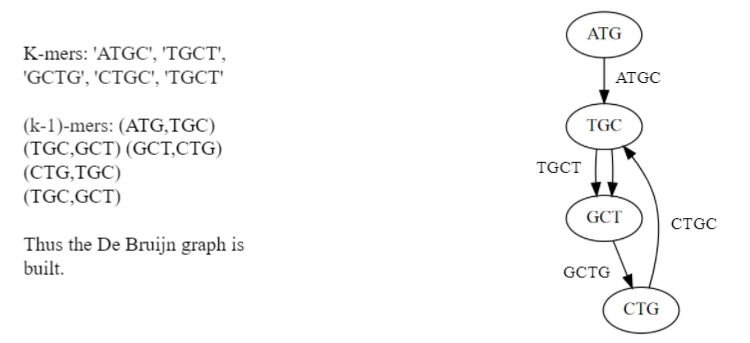 K-mers: 'ATGC', 'TGCT',
'GCTG', 'CTGC', 'TGCT'
(k-1)-mers: (ATG,TGC)
(TGC,GCT) (GCT,CTG)
(CTG,TGC)
(TGC,GCT)
Thus the De Bruijn graph is
built.
ATG
ATGC
TGC
TGCT
GCT
CTGC
GCTG
CTG